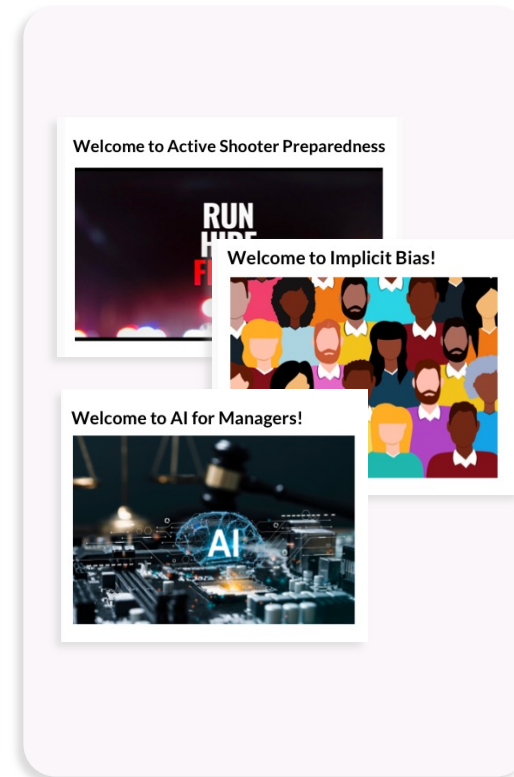 Welcome to Active Shooter Preparedness
RUN
Welcome to Implicit Bias!
Welcome to AI for Managers!
AI